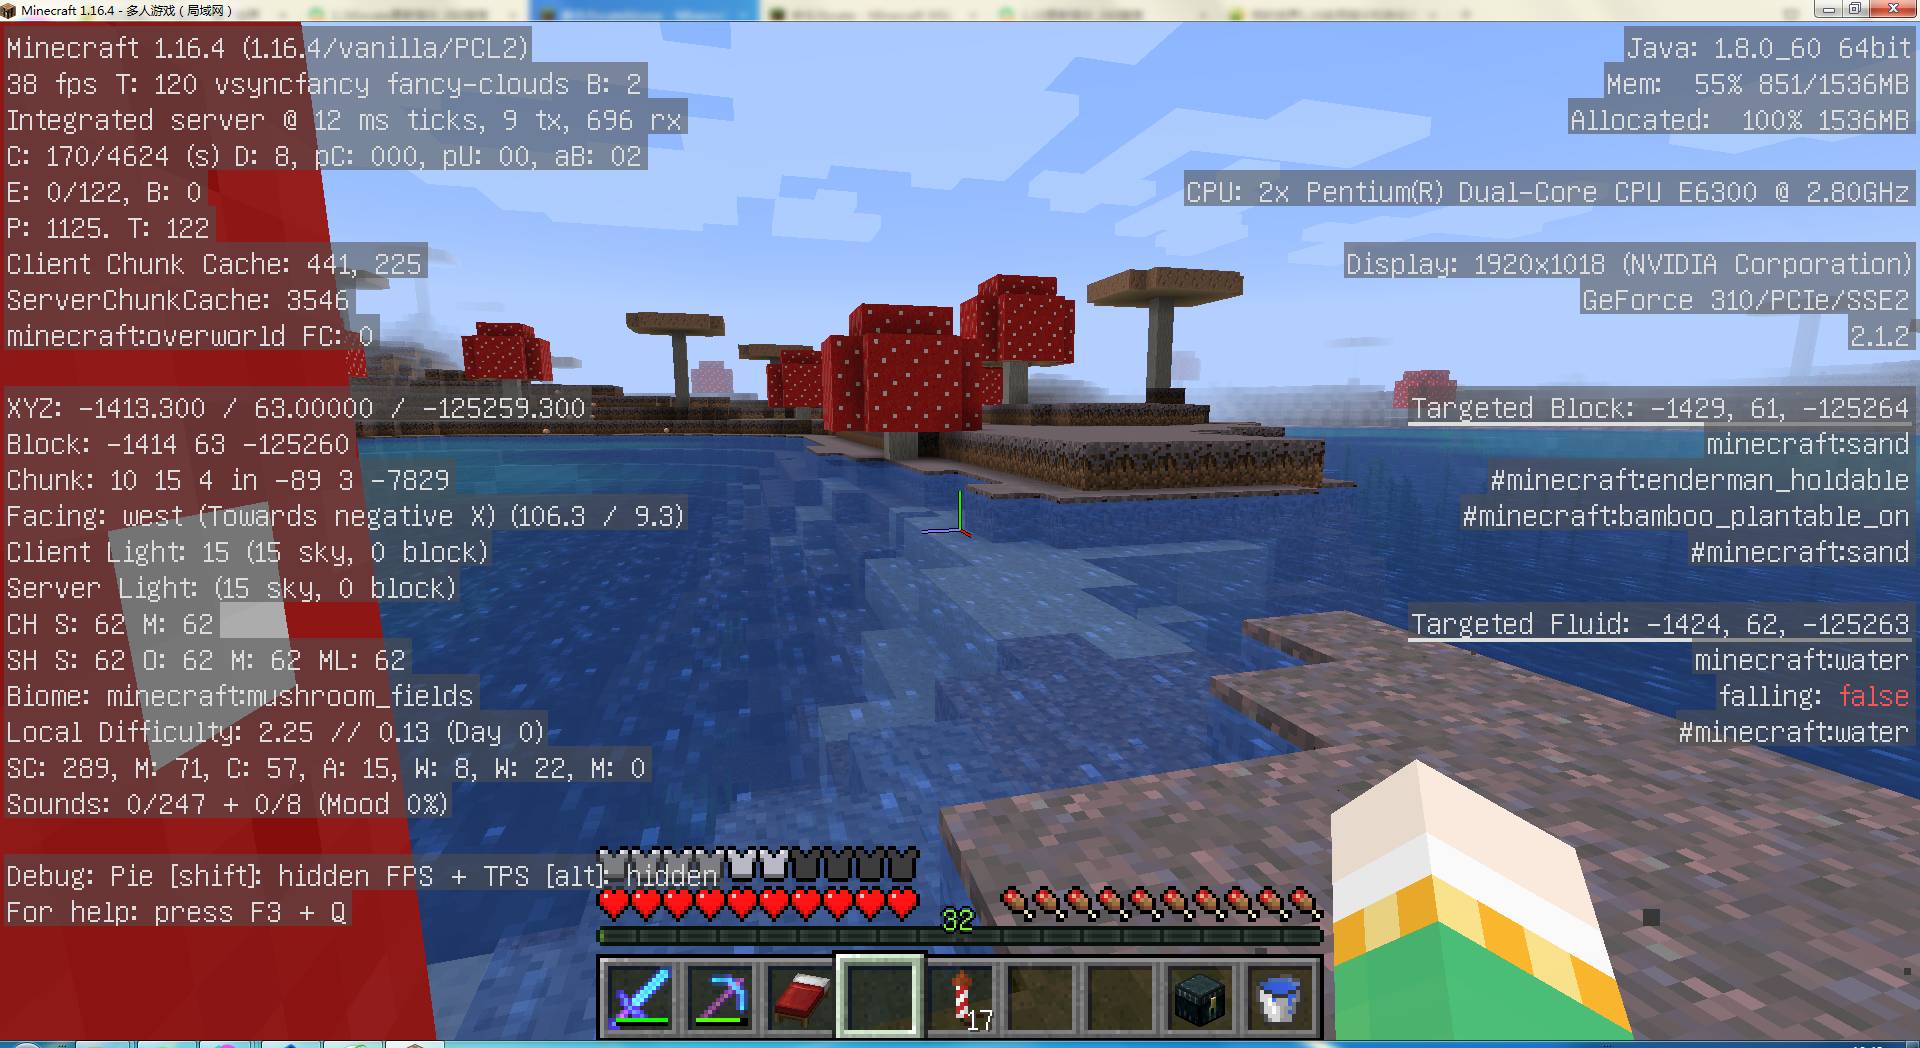 Minecraft 1.16.4 - 多人游戏（局域网）
Minecraft 1.16.4 (1.16.4/vanilla/PCL2)
38 fps T: 120 vsyncfancy fancy-clouds B: 2
Integrated server @ 12 ms ticks, 9 tx, 696 rx
C: 170/4624 (s) D: 8, pC: 000, pU: 00, aB: 02
E: 0/122, B: 0
P: 1125. T: 122
Client Chunk Cache: 441, 225
ServerChunkCache: 3546
minecraft:overworld FC: 0
XYZ: -1413.300 / 63.00000 / -125259.300
Block: -1414 63 -125260
Chunk: 10 15 4 in -89 3 -7829
Facing: west (Towards negative X) (106.3 / 9.3)
Client Light: 15 (15 sky, 0 block)
Server Light: (15 sky, 0 block)
CH S: 62 M: 62
SH S: 62 O: 62 M: 62 ML: 62
Biome: minecraft:mushroom_fields
Local Difficulty: 2.25 // 0.13 (Day 0)
SC: 289, M: 71, C: 57, A: 15, W: 8, W: 22, M: 0
Sounds: 0/247 + 0/8 (Mood 0%)
Debug: Pie [shift]: hidden FPS + TPS [alt]: hidden
For help: press F3 + Q
Java: 1.8.0_60 64bit
Mem: 55% 851/1536MB
Allocated: 100% 1536MB
CPU: 2x Pentium(R) Dual-Core CPU E6300 @ 2.80GHz
Display: 1920x1018 (NVIDIA Corporation)
GeForce 310/PCIe/SSE2
2.1.2
Targeted Block: -1429, 61, -125264
minecraft:sand
#minecraft:enderman_holdable
#minecraft:bamboo_plantable_on
#minecraft:sand
Targeted Fluid: -1424, 62, -125263
minecraft:water
falling: false
#minecraft:water
32
17